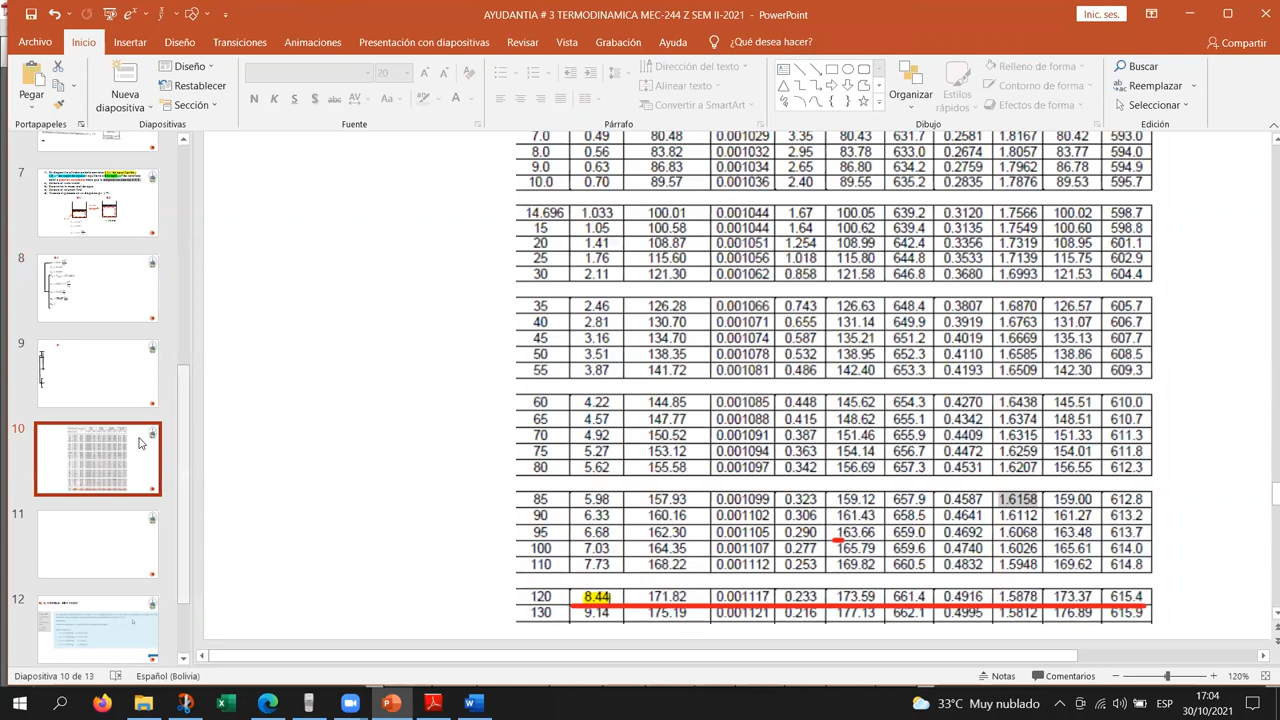 AYUDANTIA # 3 TERMODINAMICA MEC-244 Z SEM II-2021 - PowerPoint
Inic. ses.
Archivo Inicio Insertar Diseño Transiciones Animaciones Presentación con diapositivas Revisar Vista Grabación Ayuda ¿Qué desea hacer? Compartir
Pegar
Nueva diapositiva
Diseño
Restablecer
Sección
20
N K S S abc AV Aa A
Dirección del texto
Alinear texto
Convertir a SmartArt
Organizar
Estilos rápidos
Relleno de forma
Contorno de forma
Efectos de forma
Buscar
Reemplazar
Seleccionar
Portapapeles Diapositivas Fuente Párrafo Dibujo Edición
7
8
9
10
11
12
7.0 0.49 80.48 0.001029 3.35 80.43 631.7 0.2581 1.8167 80.42 593.0
8.0 0.56 83.82 0.001032 2.95 83.78 633.0 0.2674 1.8057 83.77 594.0
9.0 0.63 86.83 0.001034 2.65 86.80 634.2 0.2759 1.7962 86.78 594.9
10.0 0.70 89.57 0.001036 2.40 89.55 635.2 0.2835 1.7876 89.53 595.7
14.696 1.033 100.01 0.001044 1.67 100.05 639.2 0.3120 1.7566 100.02 598.7
15 1.05 100.58 0.001044 1.64 100.62 639.4 0.3135 1.7549 100.60 598.8
20 1.41 108.87 0.001051 1.254 108.99 642.4 0.3356 1.7319 108.95 601.1
25 1.76 115.60 0.001056 1.018 115.80 644.8 0.3533 1.7139 115.75 602.9
30 2.11 121.30 0.001062 0.858 121.58 646.8 0.3680 1.6993 121.53 604.4
35 2.46 126.28 0.001066 0.743 126.63 648.4 0.3807 1.6870 126.57 605.7
40 2.81 130.70 0.001071 0.655 131.14 649.9 0.3919 1.6763 131.07 606.7
45 3.16 134.70 0.001074 0.587 135.21 651.2 0.4019 1.6669 135.13 607.7
50 3.51 138.35 0.001078 0.532 138.95 652.3 0.4110 1.6585 138.86 608.5
55 3.87 141.72 0.001081 0.486 142.40 653.3 0.4193 1.6509 142.30 609.3
60 4.22 144.85 0.001085 0.448 145.62 654.3 0.4270 1.6438 145.51 610.0
65 4.57 147.77 0.001088 0.415 148.62 655.1 0.4342 1.6374 148.51 610.7
70 4.92 150.52 0.001091 0.387 151.46 655.9 0.4409 1.6315 151.33 611.3
75 5.27 153.12 0.001094 0.363 154.14 656.7 0.4472 1.6259 154.01 611.8
80 5.62 155.58 0.001097 0.342 156.69 657.3 0.4531 1.6207 156.55 612.3
85 5.98 157.93 0.001099 0.323 159.12 657.9 0.4587 1.6158 159.00 612.8
90 6.33 160.16 0.001102 0.306 161.43 658.5 0.4641 1.6112 161.27 613.2
95 6.68 162.30 0.001105 0.290 163.66 659.0 0.4692 1.6068 163.48 613.7
100 7.03 164.35 0.001107 0.277 165.79 659.6 0.4740 1.6026 165.61 614.0
110 7.73 168.22 0.001112 0.253 169.82 660.5 0.4832 1.5948 169.62 614.8
120 8.44 171.82 0.001117 0.233 173.59 661.4 0.4916 1.5878 173.37 615.4
130 9.14 175.19 0.001121 0.216 177.13 662.1 0.4995 1.5812 176.89 615.9
Diapositiva 10 de 13 Español (Bolivia) Notas Comentarios 120%
33°C Muy nublado ESP 17:04
30/10/2021